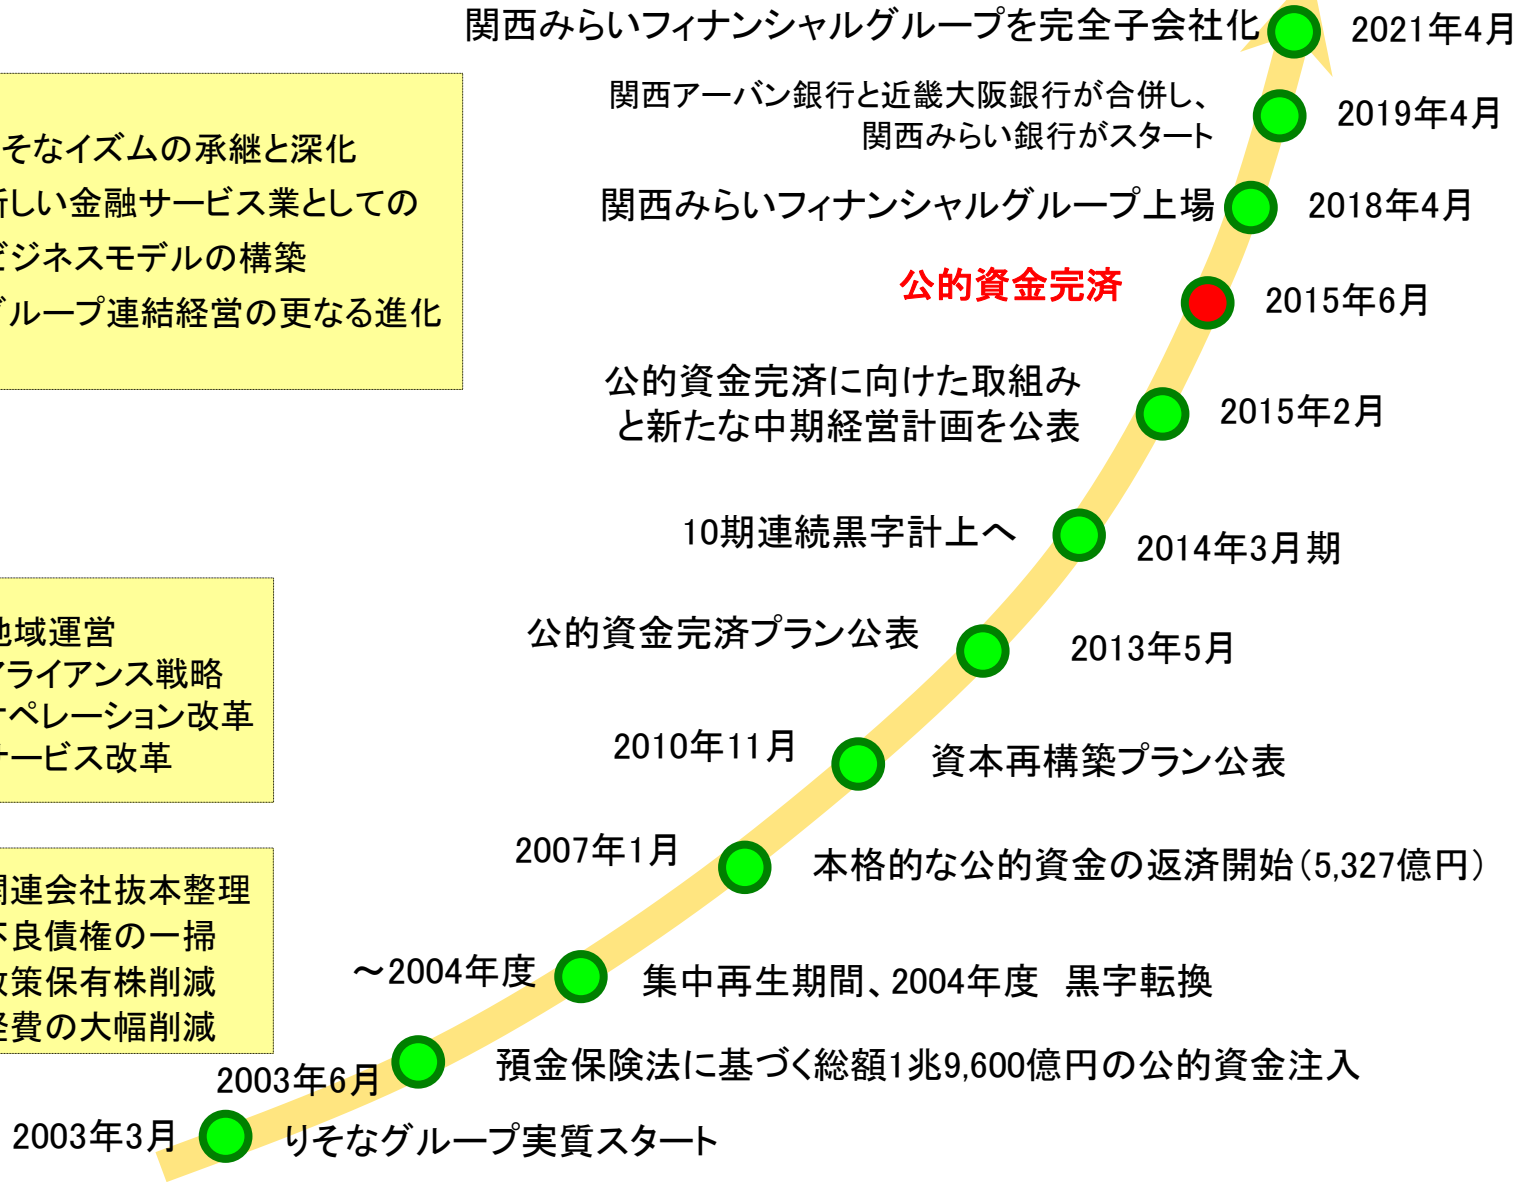 関西みらいフィナンシャルグループを完全子会社化
2021年4月
関西アーバン銀行と近畿大阪銀行が合併し、
関西みらい銀行がスタート
2019年4月
関西みらいフィナンシャルグループ上場
2018年4月
公的資金完済
2015年6月
公的資金完済に向けた取組み
と新たな中期経営計画を公表
2015年2月
10期連続黒字計上へ
2014年3月期
公的資金完済プラン公表
2013年5月
2010年11月
資本再構築プラン公表
2007年1月
本格的な公的資金の返済開始（5,327億円）
～2004年度
集中再生期間、2004年度　黒字転換
2003年6月
預金保険法に基づく総額1兆9,600億円の公的資金注入
2003年3月
りそなグループ実質スタート
そなイズムの承継と深化
新しい金融サービス業としての
ビジネスモデルの構築
グループ連結経営の更なる進化
地域運営
アライアンス戦略
オペレーション改革
サービス改革
関連会社抜本整理
不良債権の一掃
政策保有株削減
経費の大幅削減